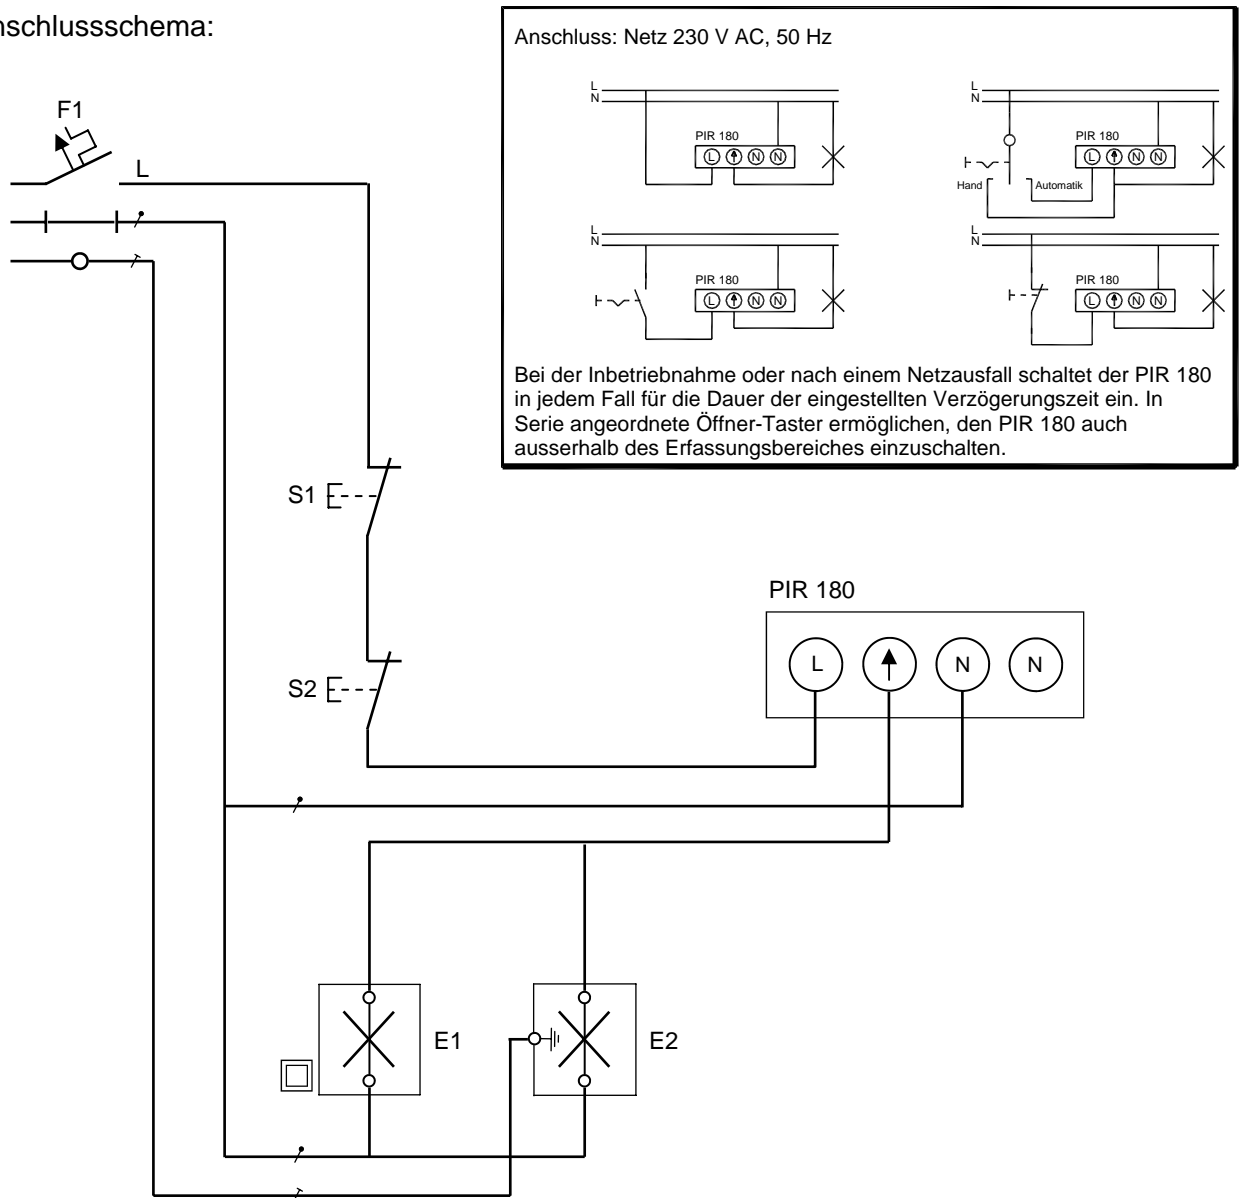 nschlussschema:
Anschluss: Netz 230 V AC, 50 Hz
L
N
PIR 180
L N N
L
N
PIR 180
L N N
Hand
Automatik
L
N
PIR 180
L N N
L
N
PIR 180
L N N
Bei der Inbetriebnahme oder nach einem Netzausfall schaltet der PIR 180
in jedem Fall für die Dauer der eingestellten Verzögerungszeit ein. In
Serie angeordnete Öffner-Taster ermöglichen, den PIR 180 auch
ausserhalb des Erfassungsbereiches einzuschalten.
F1
L
S1
S2
PIR 180
L N N
E1
E2